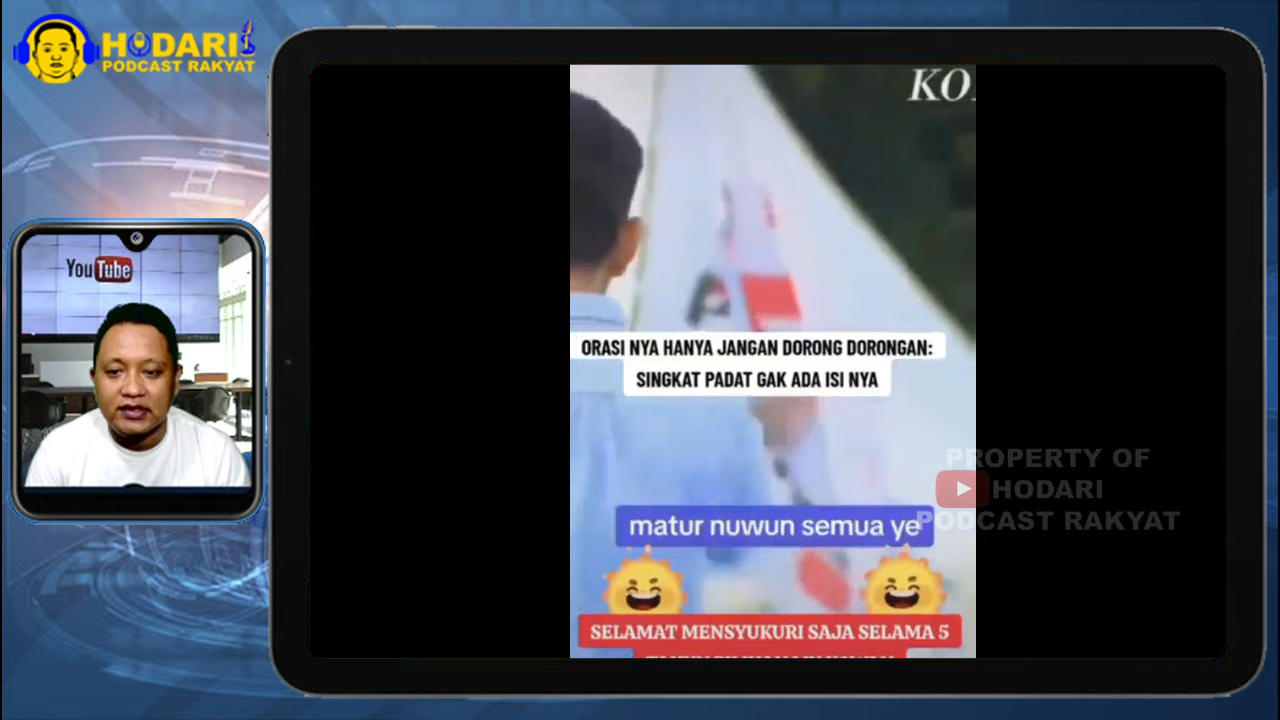 HODARI
PODCAST RAKYAT
YouTube
KO
ORASI NYA HANYA JANGAN DORONG DORONGAN:
SINGKAT PADAT GAK ADA ISI NYA
matur nuwun semua ye
PROPERTY OF
HODARI
PODCAST RAKYAT
SELAMAT MENSYUKURI SAJA SELAMA 5